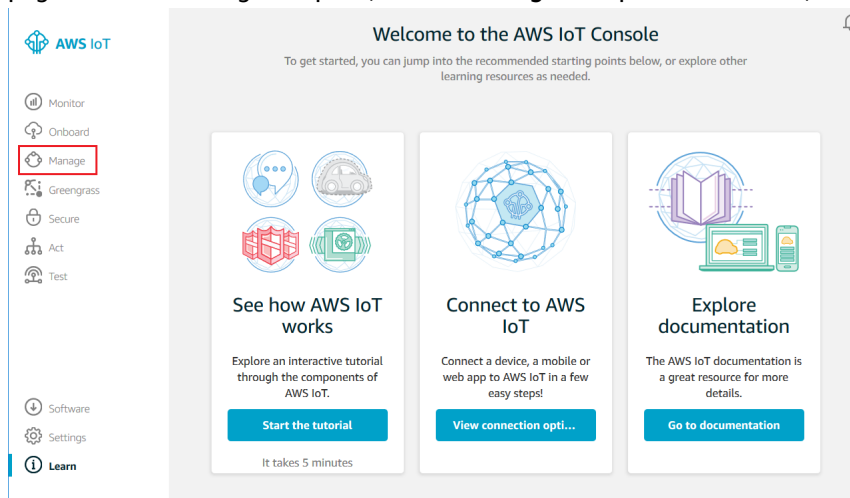 AWS IoT
Monitor
Onboard
Manage
Greengrass
Secure
Act
Test
Software
Settings
Learn
Welcome to the AWS IoT Console
To get started, you can jump into the recommended starting points below, or explore other
learning resources as needed.
See how AWS IoT
works
Explore an interactive tutorial
through the components of
AWS IoT.
Start the tutorial
It takes 5 minutes
Connect to AWS
IoT
Connect a device, a mobile or
web app to AWS IoT in a few
easy steps!
View connection opti...
Explore
documentation
The AWS IoT documentation is
a great resource for more
details.
Go to documentation